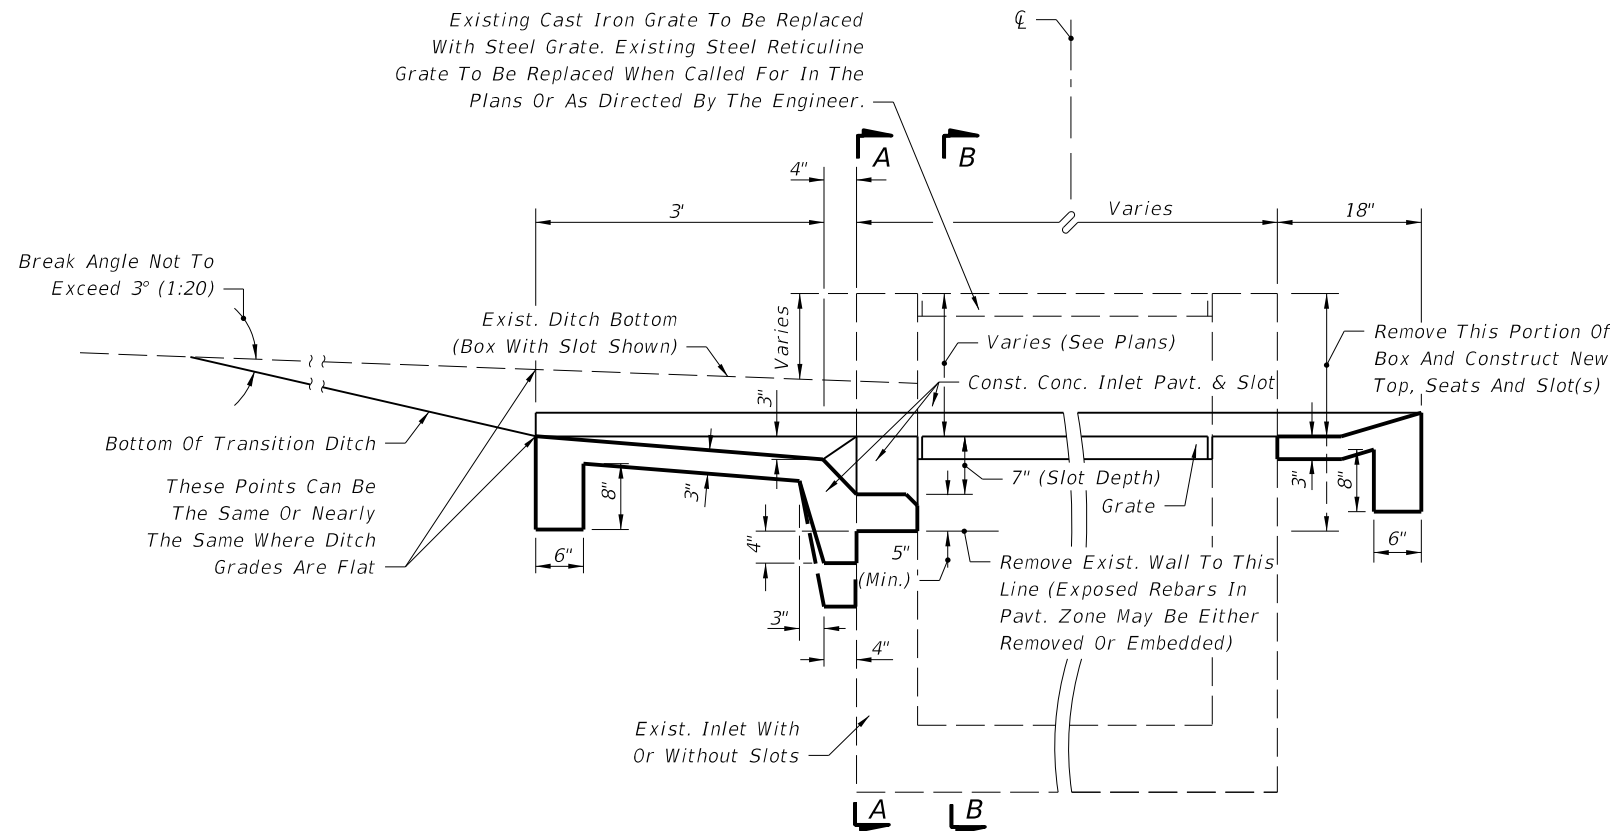 Existing Cast Iron Grate To Be Replaced
With Steel Grate. Existing Steel Reticuline
Grate To Be Replaced When Called For In The
Plans Or As Directed By The Engineer.
℄
A
B
4"
3'
Varies
18"
Break Angle Not To
Exceed 3° (1:20)
Exist. Ditch Bottom
(Box With Slot Shown)
Varies
Varies (See Plans)
Remove This Portion Of
Box And Construct New
Top, Seats And Slot(s)
Const. Conc. Inlet Pavt. & Slot
3"
Bottom Of Transition Ditch
These Points Can Be
The Same Or Nearly
The Same Where Ditch
Grades Are Flat
8"
3"
7" (Slot Depth)
Grate
3"
8"
6"
4"
5"
(Min.)
6"
Remove Exist. Wall To This
Line (Exposed Rebars In
Pavt. Zone May Be Either
Removed Or Embedded)
3"
4"
Exist. Inlet With
Or Without Slots
A
B